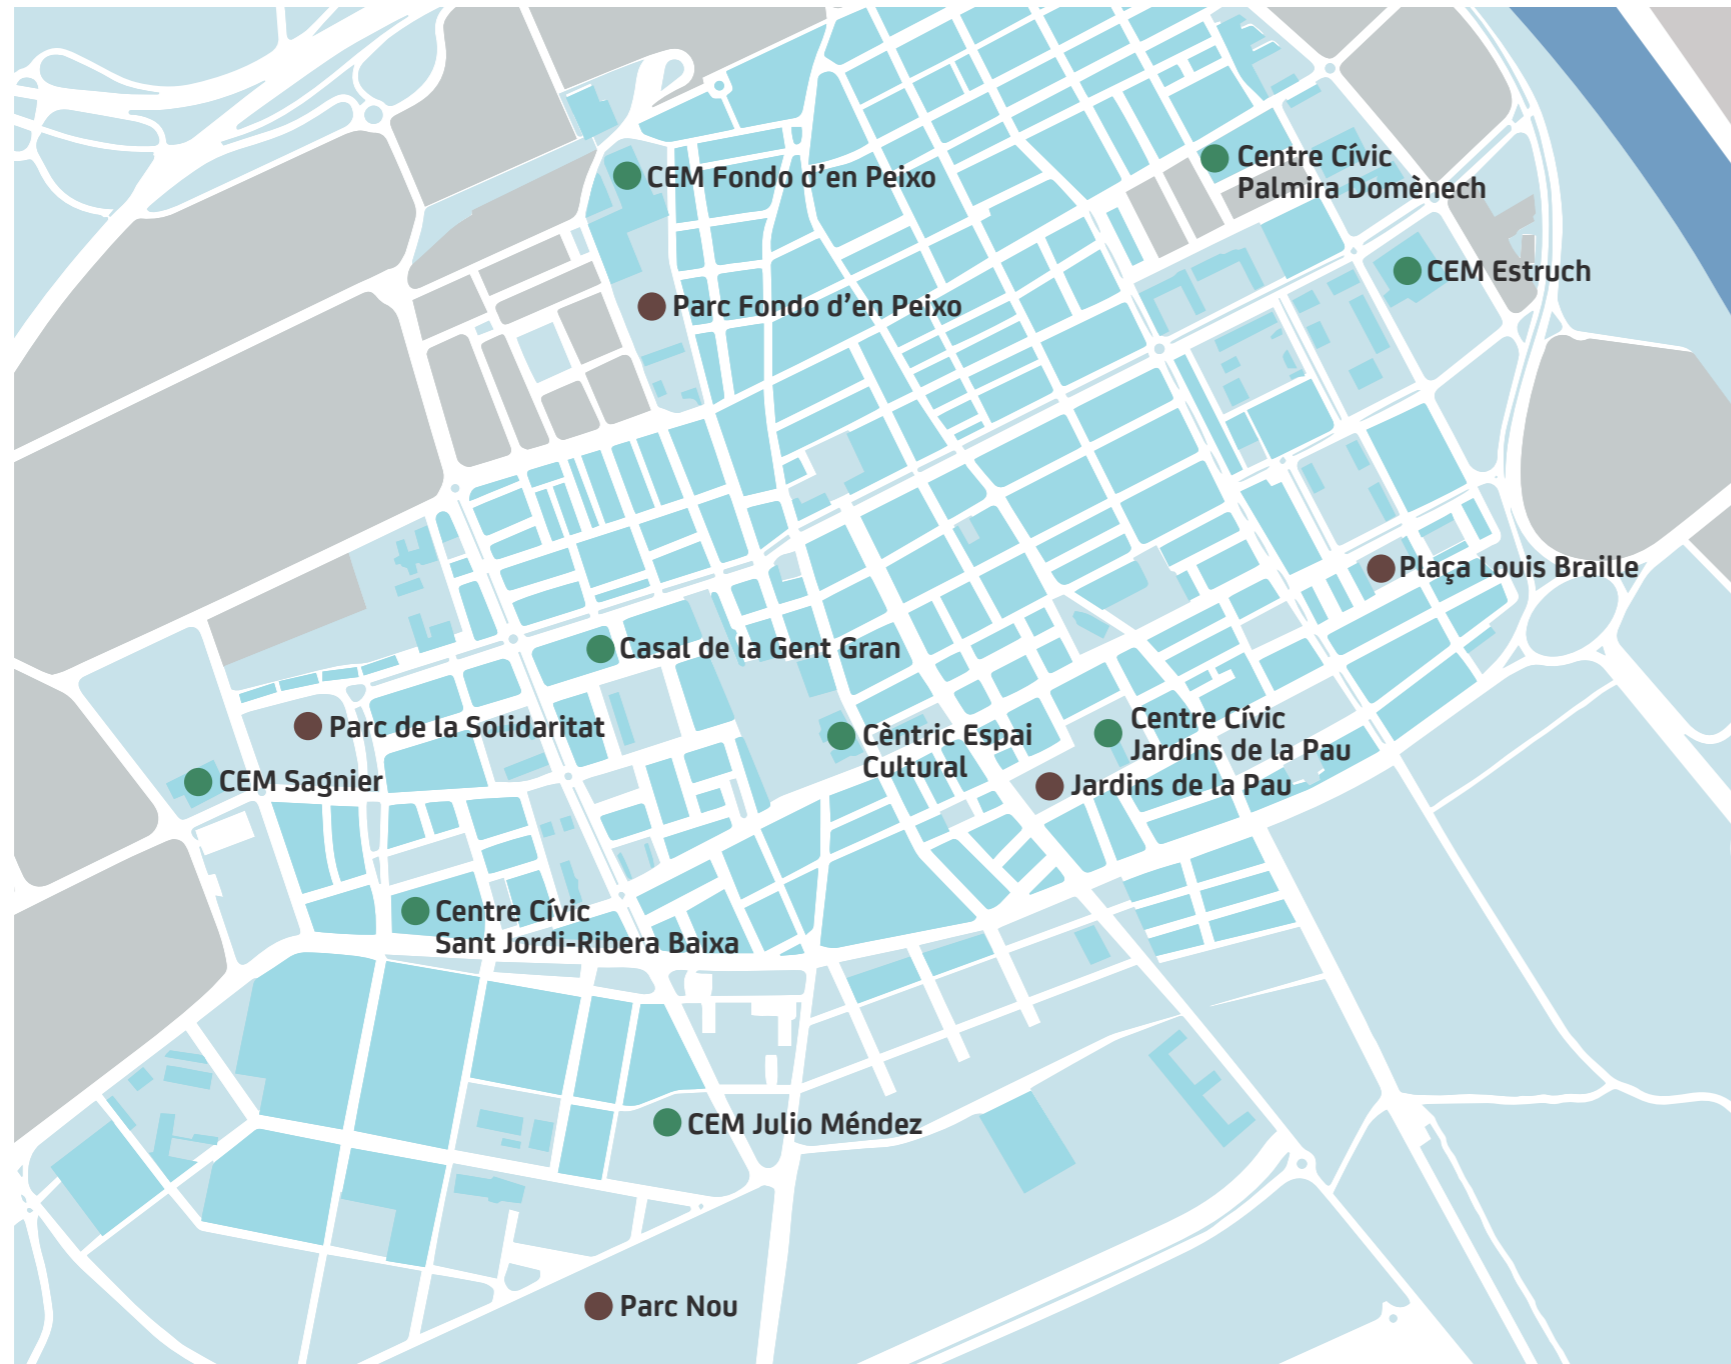 Centre Cívic
Palmira Domènech
CEM Fondo d’en Peixo
CEM Estruch
Parc Fondo d’en Peixo
Plaça Louis Braille
Casal de la Gent Gran
Parc de la Solidaritat
Cèntric Espai
Cultural
Centre Cívic
Jardins de la Pau
CEM Sagnier
Jardins de la Pau
Centre Cívic
Sant Jordi-Ribera Baixa
CEM Julio Méndez
Parc Nou